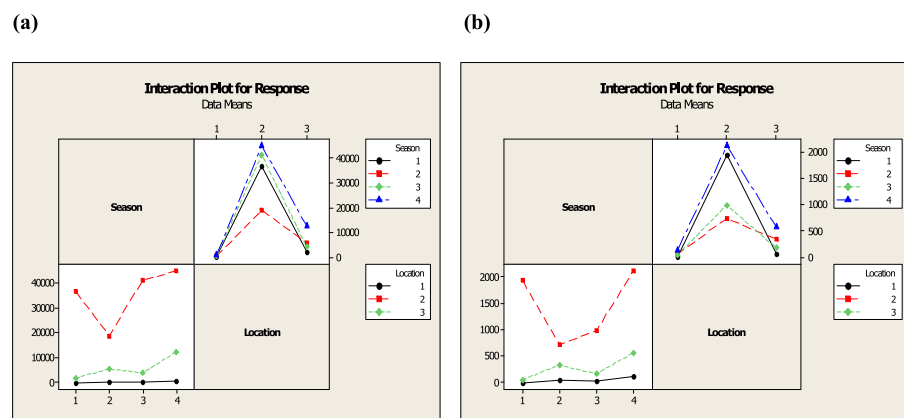 (a)
Interaction Plot for Response
Data Means
1 2 3
Season
40000
30000
20000
10000
0
Season
1
2
3
4
40000
30000
20000
10000
0
Location
Location
1
2
3
1 2 3 4
(b)
Interaction Plot for Response
Data Means
1 2 3
Season
2000
1500
1000
500
0
Season
1
2
3
4
2000
1500
1000
500
0
Location
Location
1
2
3
1 2 3 4